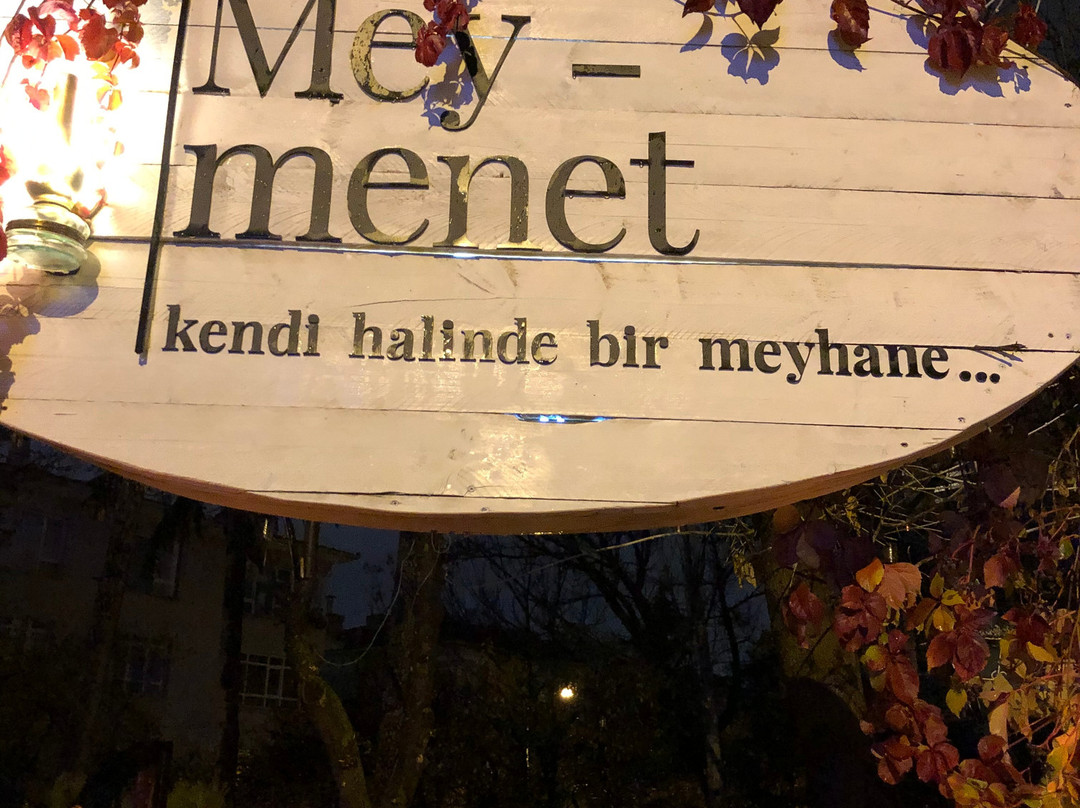 Mey –
menet
kendi halinde bir meyhane...